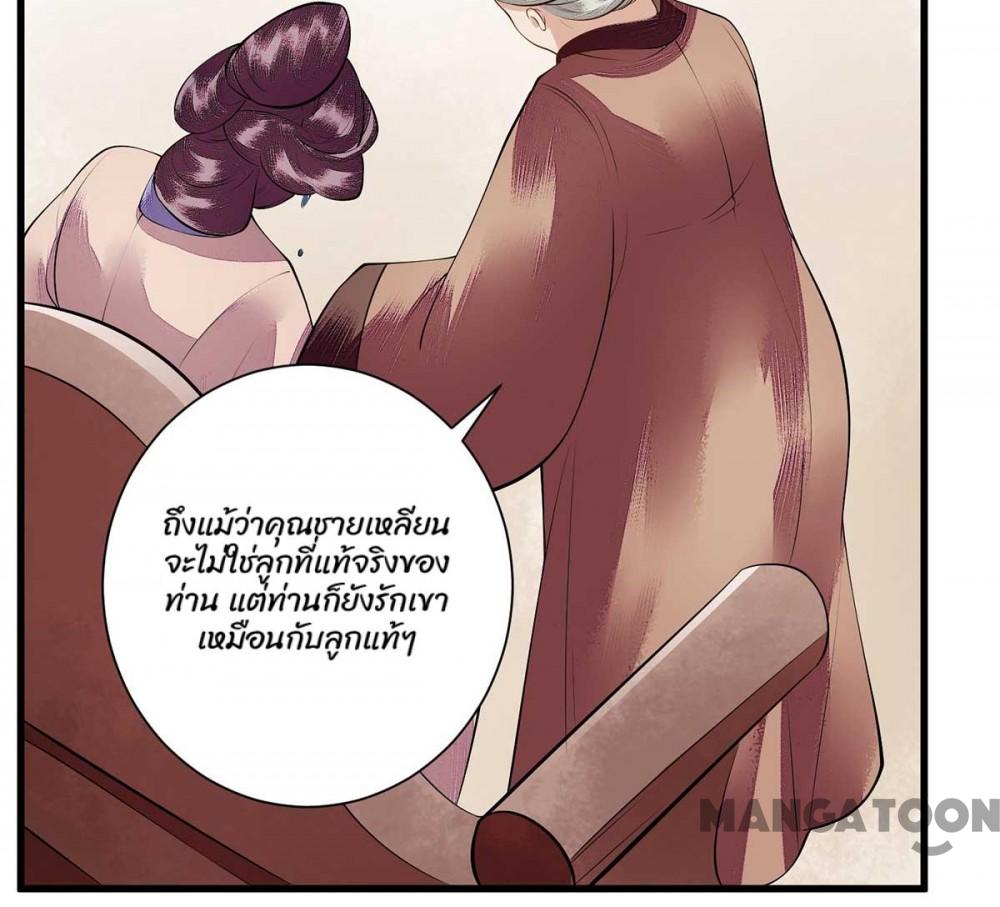 ถึงแม้ว่าคุณชายเหลียน
จะไม่ใช่ลูกที่แท้จริงของ
ท่าน แต่ท่านก็ยังรักเขา
เหมือนกับลูกแท้ๆ
MANGATOON